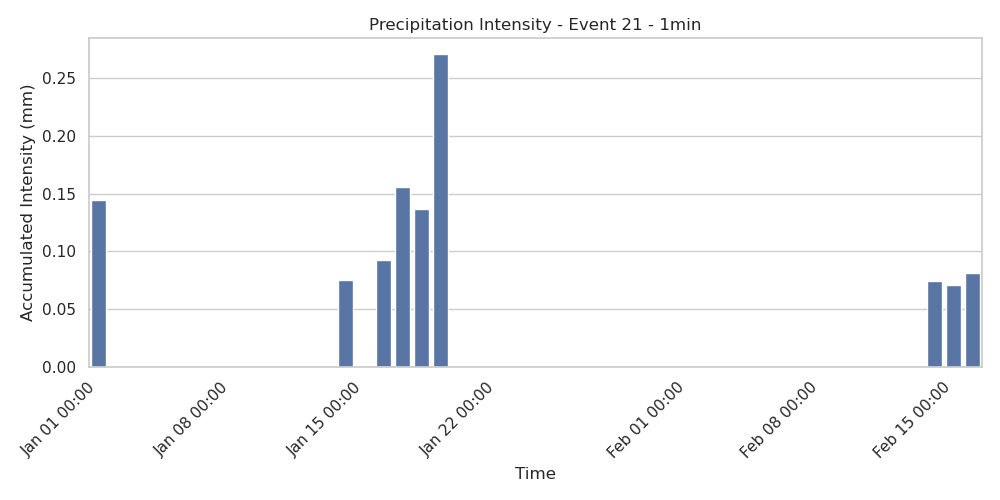 Precipitation Intensity - Event 21 - 1min
Accumulated Intensity (mm)
0.25
0.20
0.15
0.10
0.05
0.00
Jan 01 00:00
Jan 08 00:00
Jan 15 00:00
Jan 22 00:00
Feb 01 00:00
Feb 08 00:00
Feb 15 00:00
Time